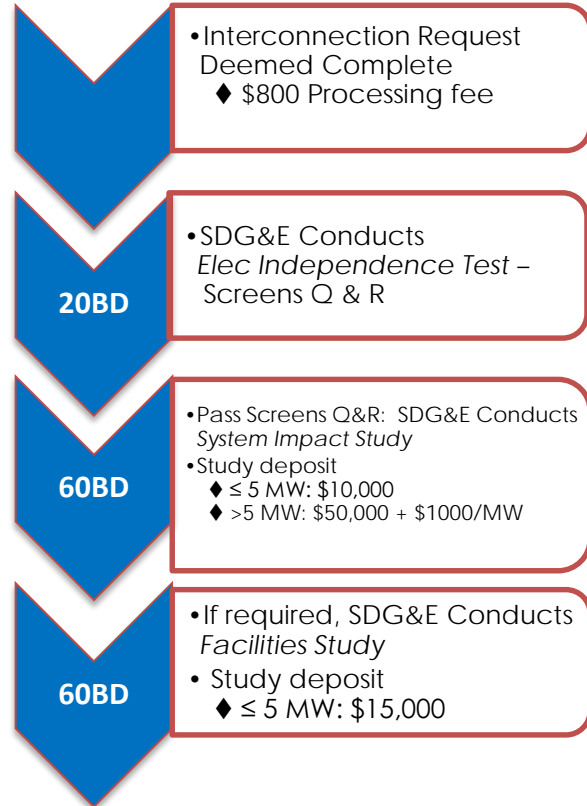 •Interconnection Request
Deemed Complete
♦ $800 Processing fee
20BD
•SDG&E Conducts
Elec Independence Test –
Screens Q & R
60BD
•Pass Screens Q&R: SDG&E Conducts
System Impact Study
•Study deposit
♦ ≤ 5 MW: $10,000
♦ >5 MW: $50,000 + $1000/MW
60BD
•If required, SDG&E Conducts
Facilities Study
• Study deposit
♦ ≤ 5 MW: $15,000